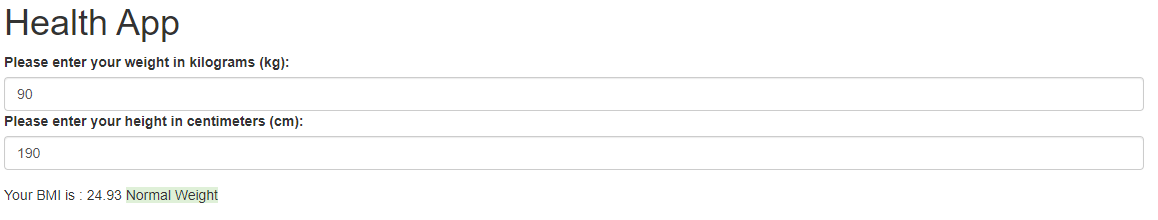 Health App
Please enter your weight in kilograms (kg):
90
Please enter your height in centimeters (cm):
190
Your BMI is : 24.93 Normal Weight